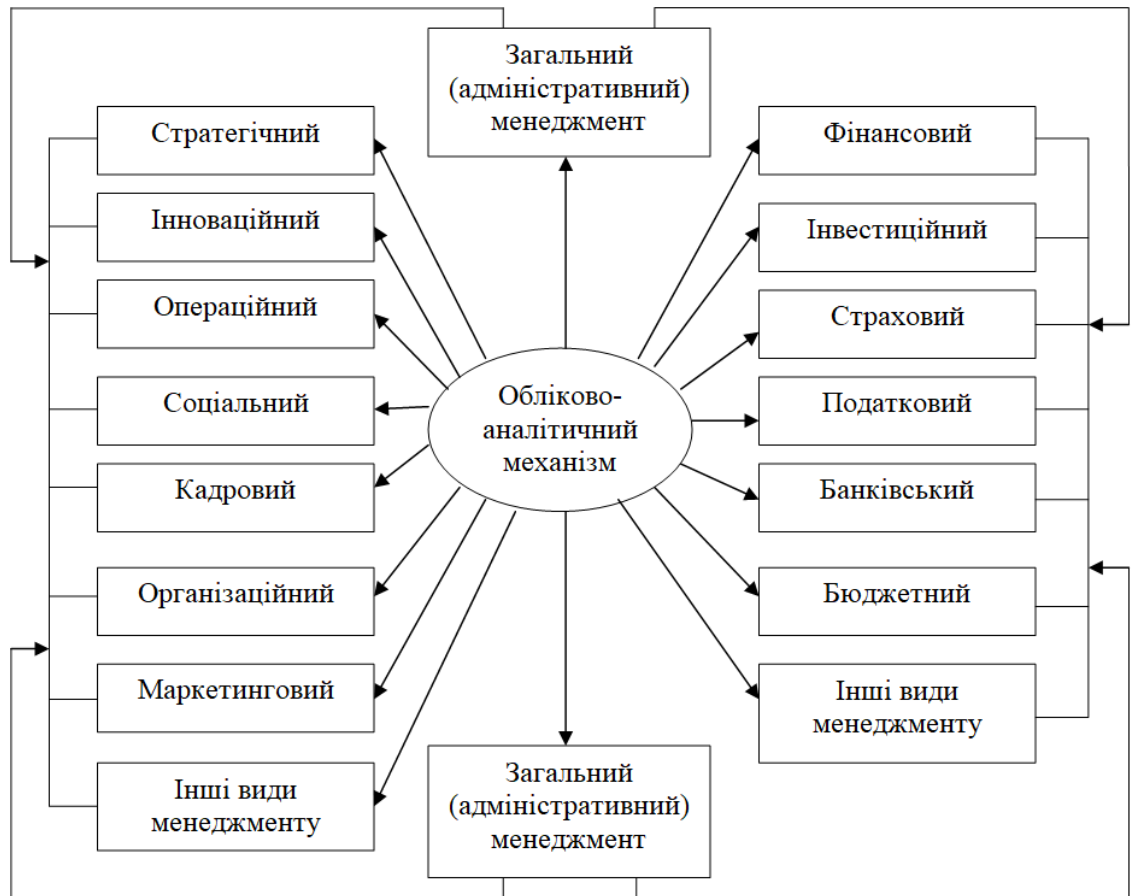 Загальний
(адміністративний)
менеджмент
Стратегічний
Інноваційний
Операційний
Соціальний
Кадровий
Організаційний
Маркетинговий
Інші види
менеджменту
Обліково-
аналітичний
механізм
Фінансовий
Інвестиційний
Страховий
Податковий
Банківський
Бюджетний
Інші види
менеджменту
Загальний
(адміністративний)
менеджмент